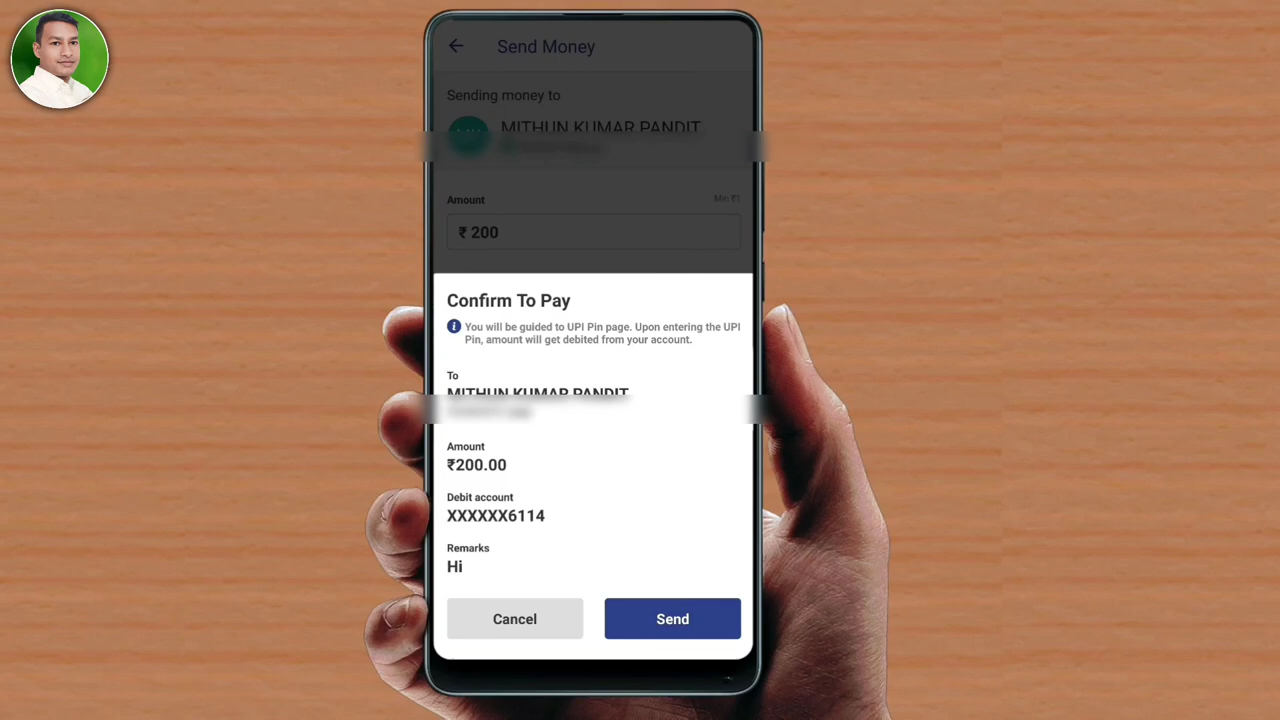 Send Money
Sending money to
MITHUN KUMAR PANDIT
Amount
Min ₹1
₹ 200
Confirm To Pay
You will be guided to UPI Pin page. Upon entering the UPI
Pin, amount will get debited from your account.
To
MITHUN KUMAR PANDIT
Amount
₹200.00
Debit account
XXXXXX6114
Remarks
Hi
Cancel
Send